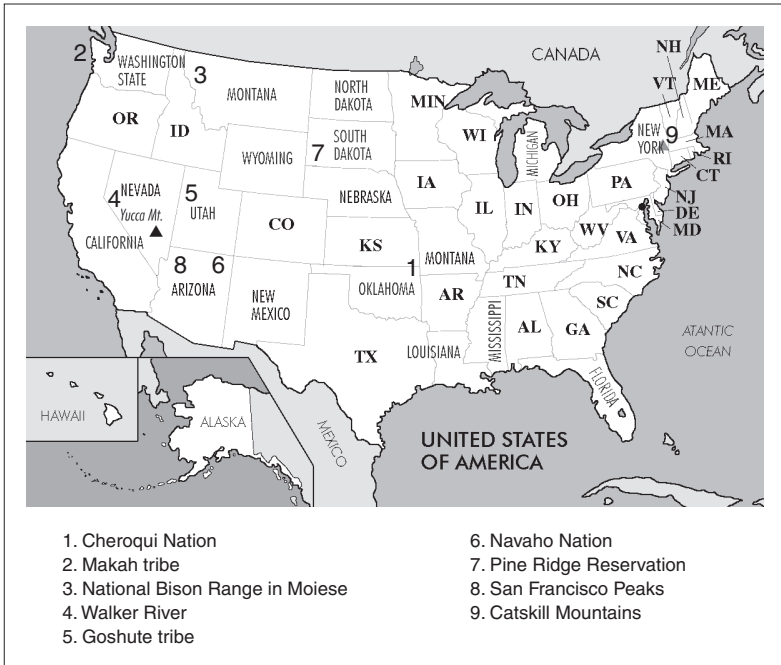 CANADA
NH
2
WASHINGTON
STATE
3
MONTANA
NORTH
DAKOTA
MIN
VT
ME
OR
ID
WYOMING
7
SOUTH
DAKOTA
WI
MICHIGAN
NEW
YORK
9
MA
RI
CT
4
NEVADA
Yucca Mt.
5
UTAH
CALIFORNIA
CO
NEBRASKA
IA
IL
IN
OH
PA
NJ
DE
MD
WV
VA
KS
MONTANA
KY
NC
8
6
ARIZONA
NEW
MEXICO
1
OKLAHOMA
AR
TN
SC
TX
LOUISIANA
MISSISSIPPI
AL
GA
FLORIDA
ATANTIC
OCEAN
HAWAII
ALASKA
MEXICO
UNITED STATES
OF AMERICA
1. Cheroqui Nation
2. Makah tribe
3. National Bison Range in Moiese
4. Walker River
5. Goshute tribe
6. Navaho Nation
7. Pine Ridge Reservation
8. San Francisco Peaks
9. Catskill Mountains